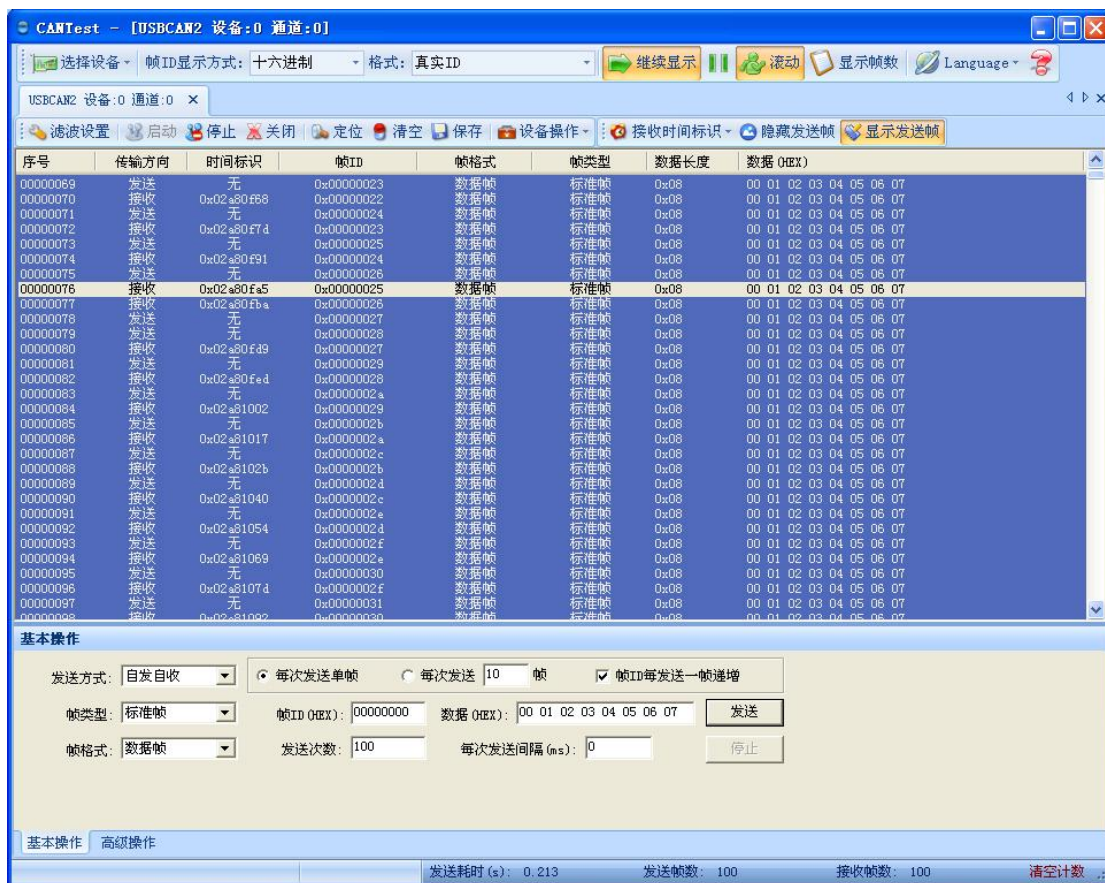 CANTest - [USBCAN2 设备:0 通道:0]
选择设备 帧ID显示方式: 十六进制 格式: 真实ID 继续显示 滚动 显示帧数 Language
USBCAN2 设备:0 通道:0
滤波设置 启动 停止 关闭 定位 清空 保存 设备操作 接收时间标识 隐藏发送帧 显示发送帧
序号 传输方向 时间标识 帧ID 帧格式 帧类型 数据长度 数据(HEX)
00000069 发送 无 0x00000023 数据帧 标准帧 0x08 00 01 02 03 04 05 06 07
00000070 接收 0x02a80f68 0x00000022 数据帧 标准帧 0x08 00 01 02 03 04 05 06 07
00000071 发送 无 0x00000024 数据帧 标准帧 0x08 00 01 02 03 04 05 06 07
00000072 接收 0x02a80f7d 0x00000023 数据帧 标准帧 0x08 00 01 02 03 04 05 06 07
00000073 发送 无 0x00000025 数据帧 标准帧 0x08 00 01 02 03 04 05 06 07
00000074 接收 0x02a80f91 0x00000024 数据帧 标准帧 0x08 00 01 02 03 04 05 06 07
00000075 发送 无 0x00000026 数据帧 标准帧 0x08 00 01 02 03 04 05 06 07
00000076 接收 0x02a80fa5 0x00000025 数据帧 标准帧 0x08 00 01 02 03 04 05 06 07
00000077 接收 0x02a80fba 0x00000026 数据帧 标准帧 0x08 00 01 02 03 04 05 06 07
00000078 发送 无 0x00000027 数据帧 标准帧 0x08 00 01 02 03 04 05 06 07
00000079 发送 无 0x00000028 数据帧 标准帧 0x08 00 01 02 03 04 05 06 07
00000080 接收 0x02a80fd9 0x00000027 数据帧 标准帧 0x08 00 01 02 03 04 05 06 07
00000081 发送 无 0x00000029 数据帧 标准帧 0x08 00 01 02 03 04 05 06 07
00000082 接收 0x02a80fed 0x00000028 数据帧 标准帧 0x08 00 01 02 03 04 05 06 07
00000083 发送 无 0x0000002a 数据帧 标准帧 0x08 00 01 02 03 04 05 06 07
00000084 接收 0x02a81002 0x00000029 数据帧 标准帧 0x08 00 01 02 03 04 05 06 07
00000085 发送 无 0x0000002b 数据帧 标准帧 0x08 00 01 02 03 04 05 06 07
00000086 接收 0x02a81017 0x0000002a 数据帧 标准帧 0x08 00 01 02 03 04 05 06 07
00000087 发送 无 0x0000002c 数据帧 标准帧 0x08 00 01 02 03 04 05 06 07
00000088 接收 0x02a8102b 0x0000002b 数据帧 标准帧 0x08 00 01 02 03 04 05 06 07
00000089 发送 无 0x0000002d 数据帧 标准帧 0x08 00 01 02 03 04 05 06 07
00000090 接收 0x02a81040 0x0000002c 数据帧 标准帧 0x08 00 01 02 03 04 05 06 07
00000091 发送 无 0x0000002e 数据帧 标准帧 0x08 00 01 02 03 04 05 06 07
00000092 接收 0x02a81054 0x0000002d 数据帧 标准帧 0x08 00 01 02 03 04 05 06 07
00000093 发送 无 0x0000002f 数据帧 标准帧 0x08 00 01 02 03 04 05 06 07
00000094 接收 0x02a81069 0x0000002e 数据帧 标准帧 0x08 00 01 02 03 04 05 06 07
00000095 发送 无 0x00000030 数据帧 标准帧 0x08 00 01 02 03 04 05 06 07
00000096 接收 0x02a8107d 0x0000002f 数据帧 标准帧 0x08 00 01 02 03 04 05 06 07
00000097 发送 无 0x00000031 数据帧 标准帧 0x08 00 01 02 03 04 05 06 07
00000098 接收 0x02a81092 0x00000030 数据帧 标准帧 0x08 00 01 02 03 04 05 06 07
基本操作
发送方式: 自发自收 每次发送单帧 每次发送 10 帧 帧ID每发送一帧递增
帧类型: 标准帧 帧ID(HEX): 00000000 数据(HEX): 00 01 02 03 04 05 06 07 发送
帧格式: 数据帧 发送次数: 100 每次发送间隔(ms): 0 停止
基本操作 高级操作
发送耗时(s): 0.213 发送帧数: 100 接收帧数: 100 清空计数